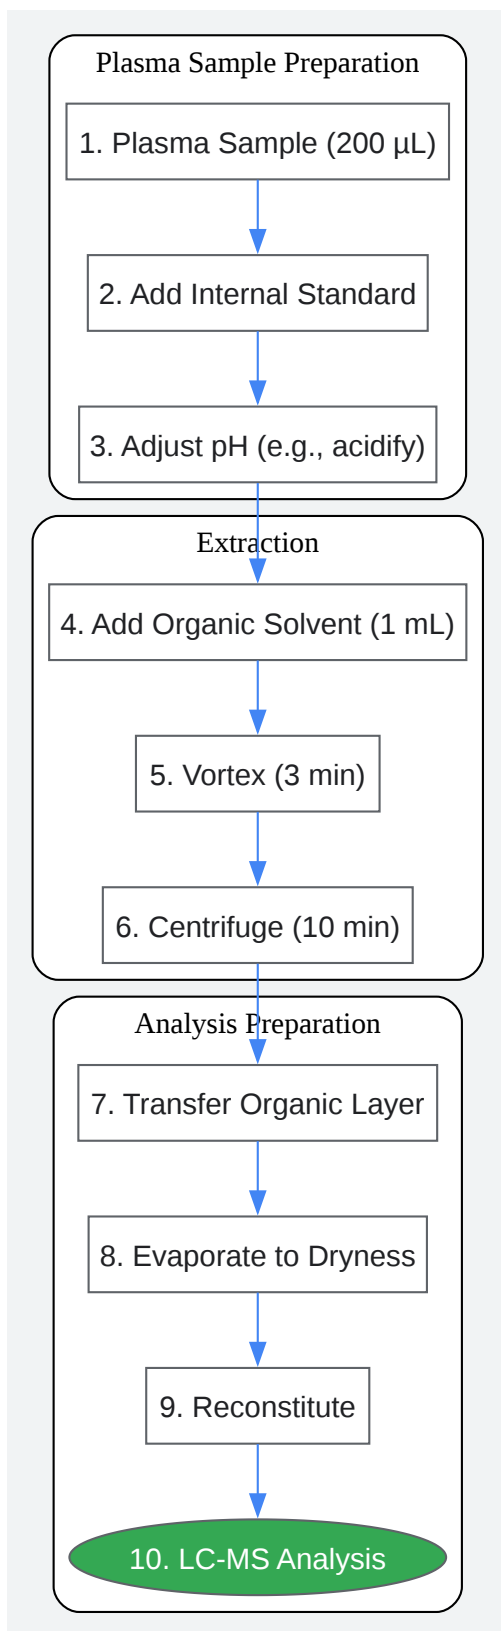 Plasma Sample Preparation
1. Plasma Sample (200 µL)
2. Add Internal Standard
3. Adjust pH (e.g., acidify)
Extraction
4. Add Organic Solvent (1 mL)
5. Vortex (3 min)
6. Centrifuge (10 min)
Analysis Preparation
7. Transfer Organic Layer
8. Evaporate to Dryness
9. Reconstitute
10. LC-MS Analysis